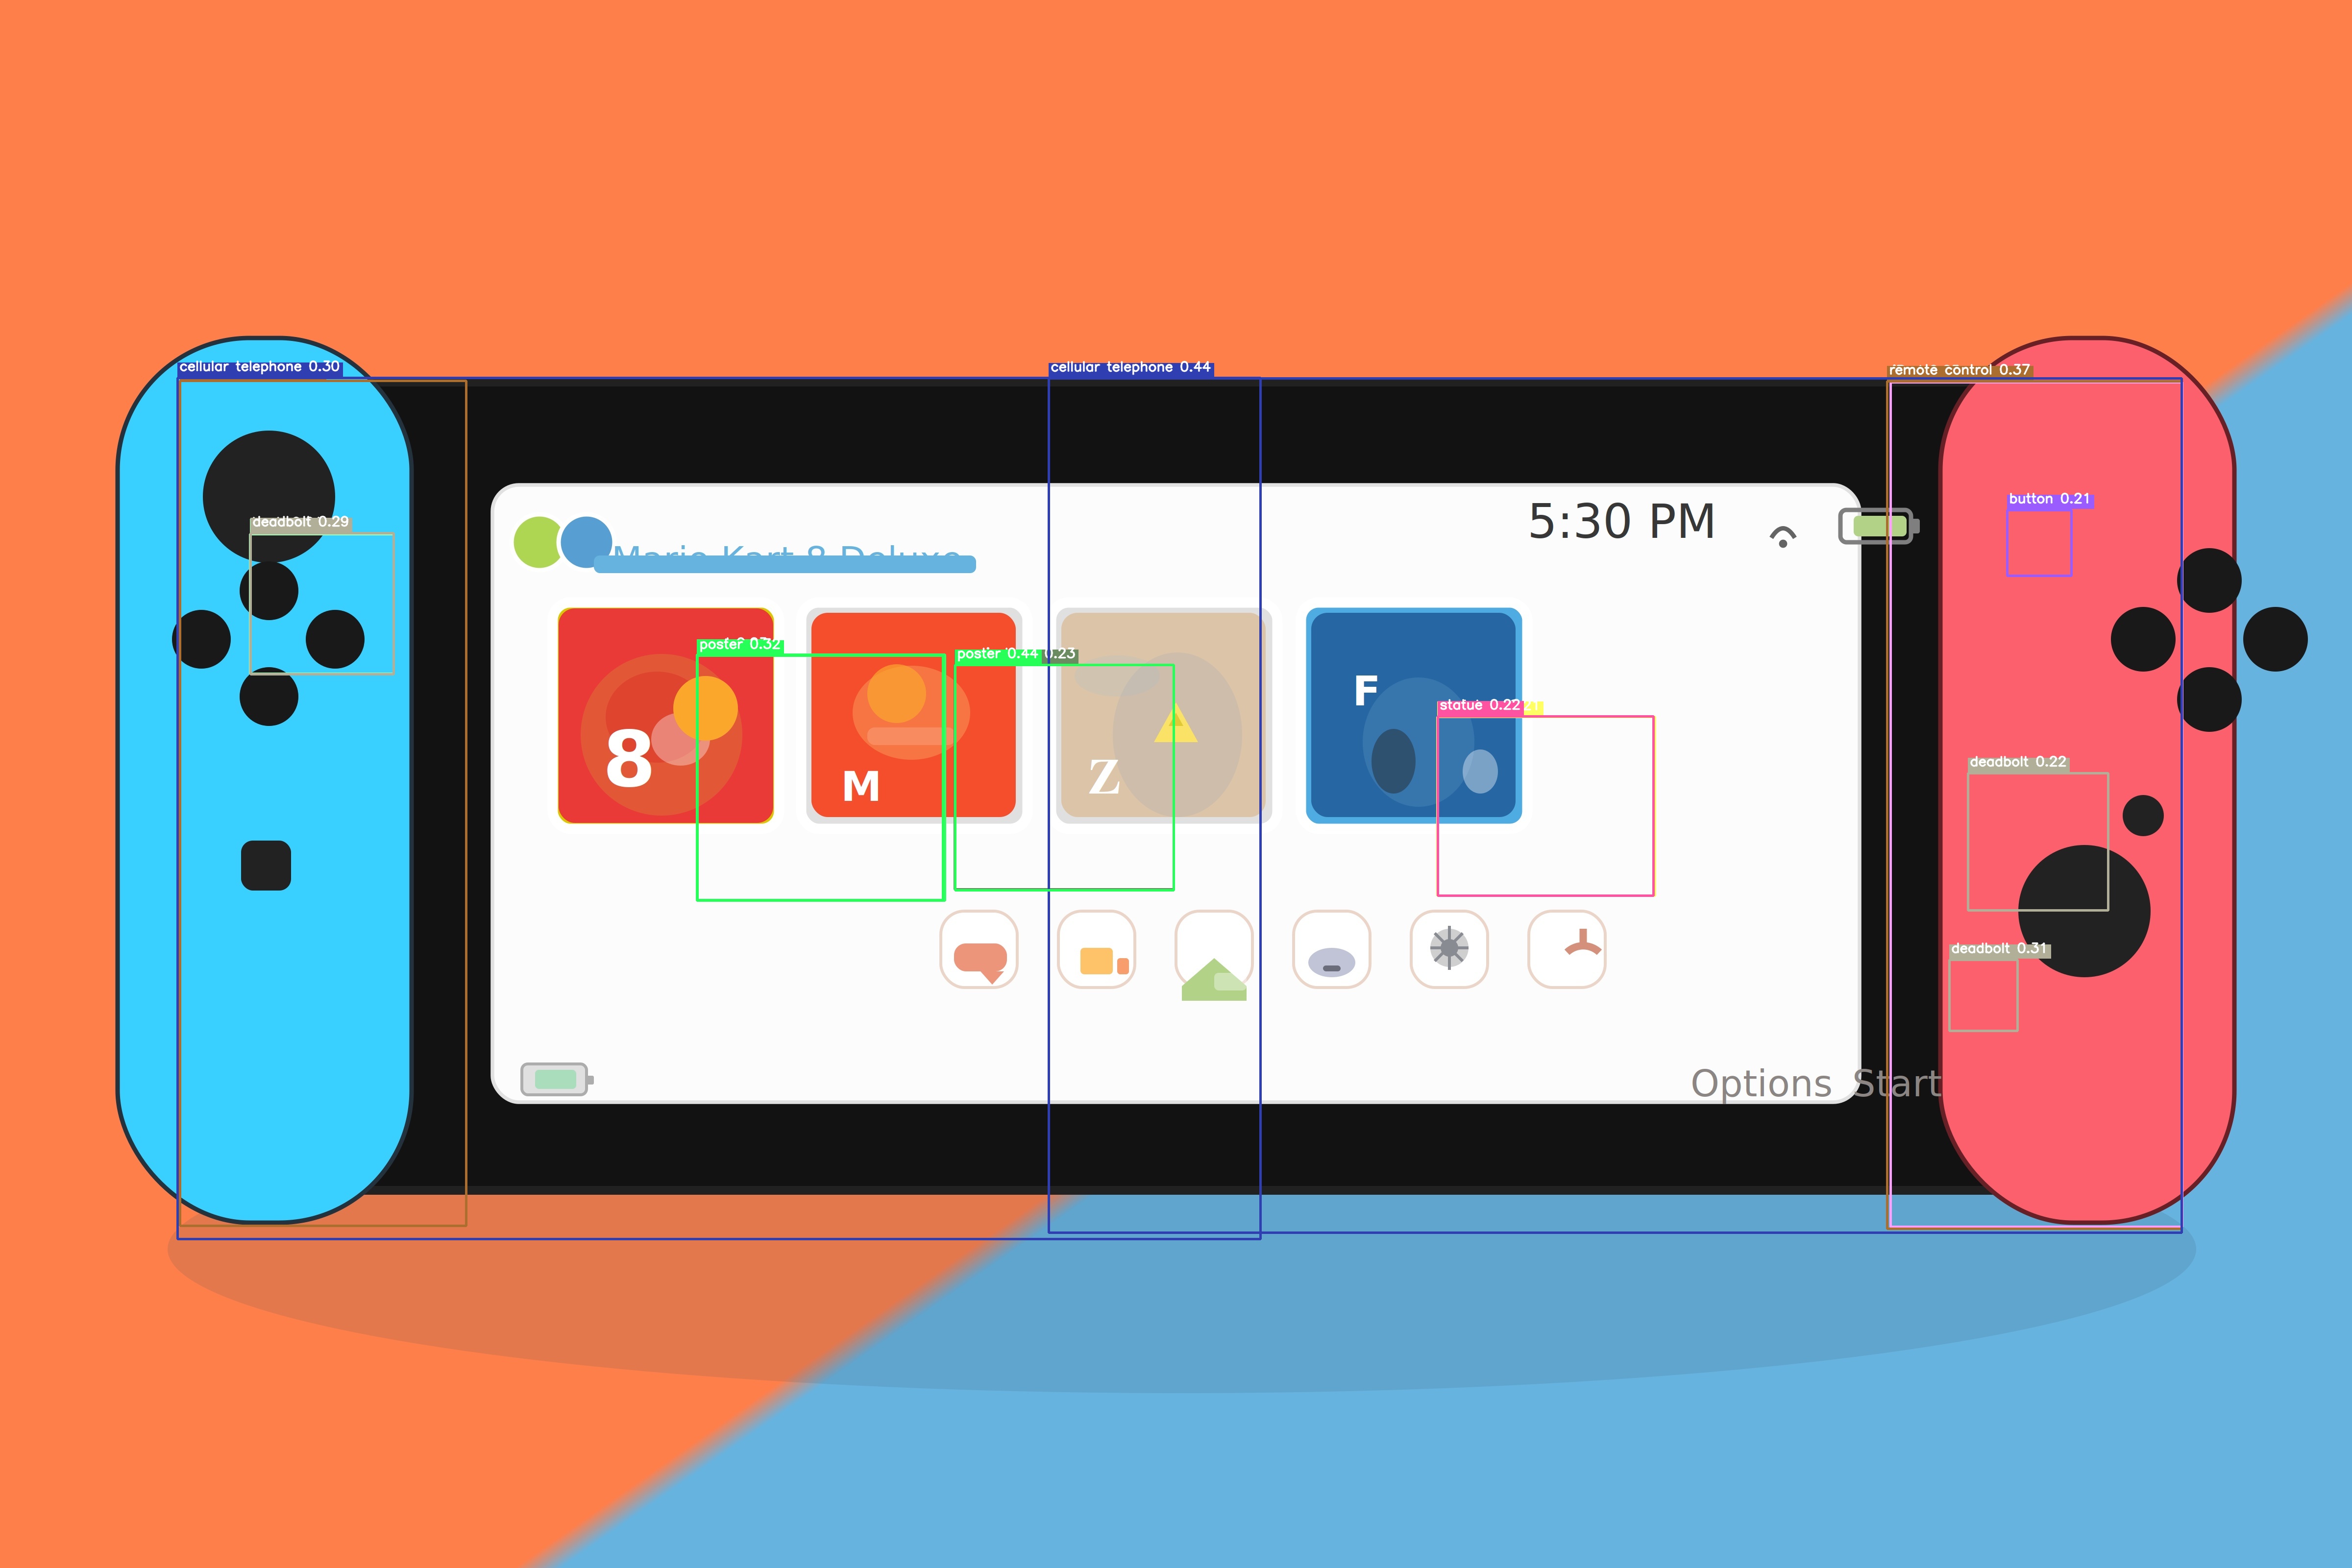 cellular telephone 0.30
cellular telephone 0.44
remote control 0.37
button 0.21
5:30 PM
deadbolt 0.29
Mario Kart 8 Deluxe
poster 0.32
poster 0.44
0.23
F
statue 0.22
8
M
Z
deadbolt 0.22
deadbolt 0.31
Options
Start